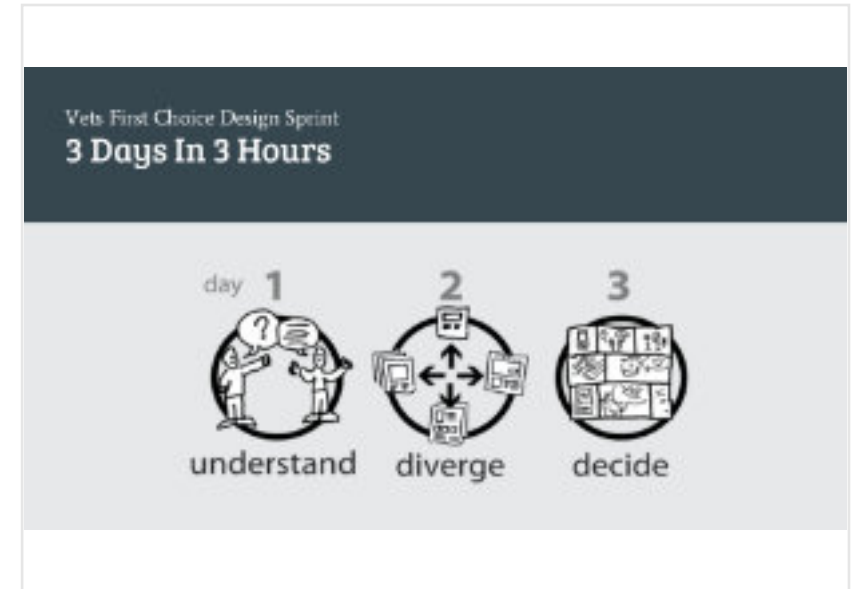 Vets First Choice Design Sprint
3 Days In 3 Hours
day 1 2 3
?
understand diverge decide